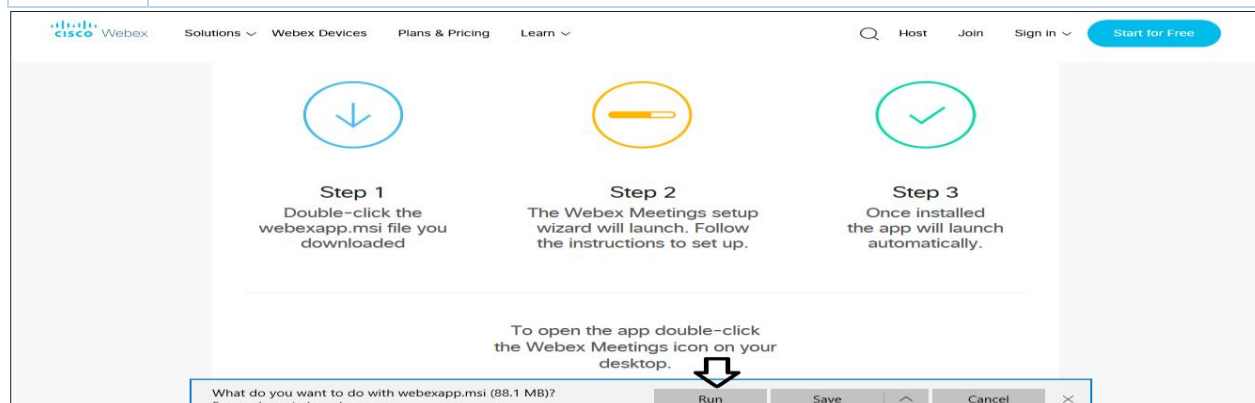 CISCO Webex Solutions Webex Devices Plans & Pricing Learn Host Join Sign in Start for Free
Step 1
Double-click the
webexapp.msi file you
downloaded
Step 2
The Webex Meetings setup
wizard will launch. Follow
the instructions to set up.
Step 3
Once installed
the app will launch
automatically.
To open the app double-click
the Webex Meetings icon on your
desktop.
What do you want to do with webexapp.msi (88.1 MB)?
Run Save Cancel